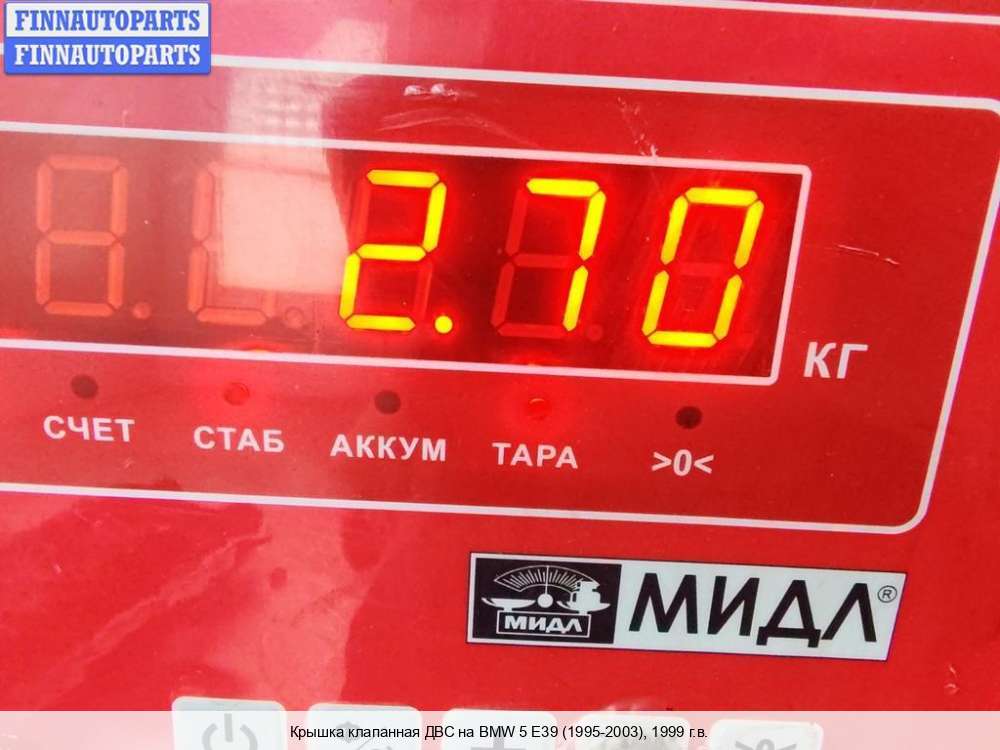 FINNAUTOPARTS
FINNAUTOPARTS
2.70
КГ
СЧЕТ СТАБ АККУМ ТАРА >0<
МИДЛ МИДЛ®
>0<
Крышка клапанная ДВС на BMW 5 E39 (1995-2003), 1999 г.в.